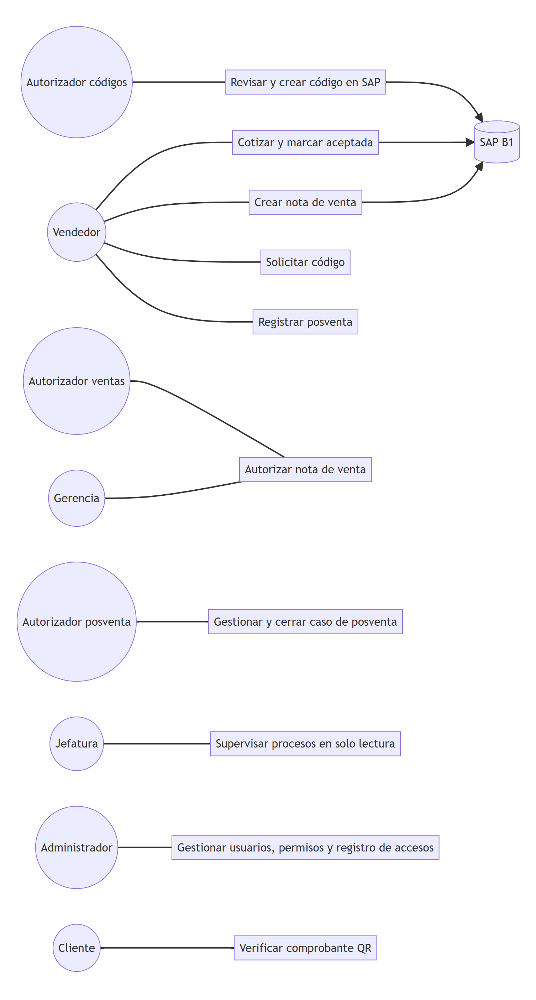 Autorizador códigos
Revisar y crear código en SAP
Cotizar y marcar aceptada
SAP B1
Crear nota de venta
Vendedor
Solicitar código
Registrar posventa
Autorizador ventas
Autorizar nota de venta
Gerencia
Autorizador posventa
Gestionar y cerrar caso de posventa
Jefatura
Supervisar procesos en solo lectura
Administrador
Gestionar usuarios, permisos y registro de accesos
Cliente
Verificar comprobante QR